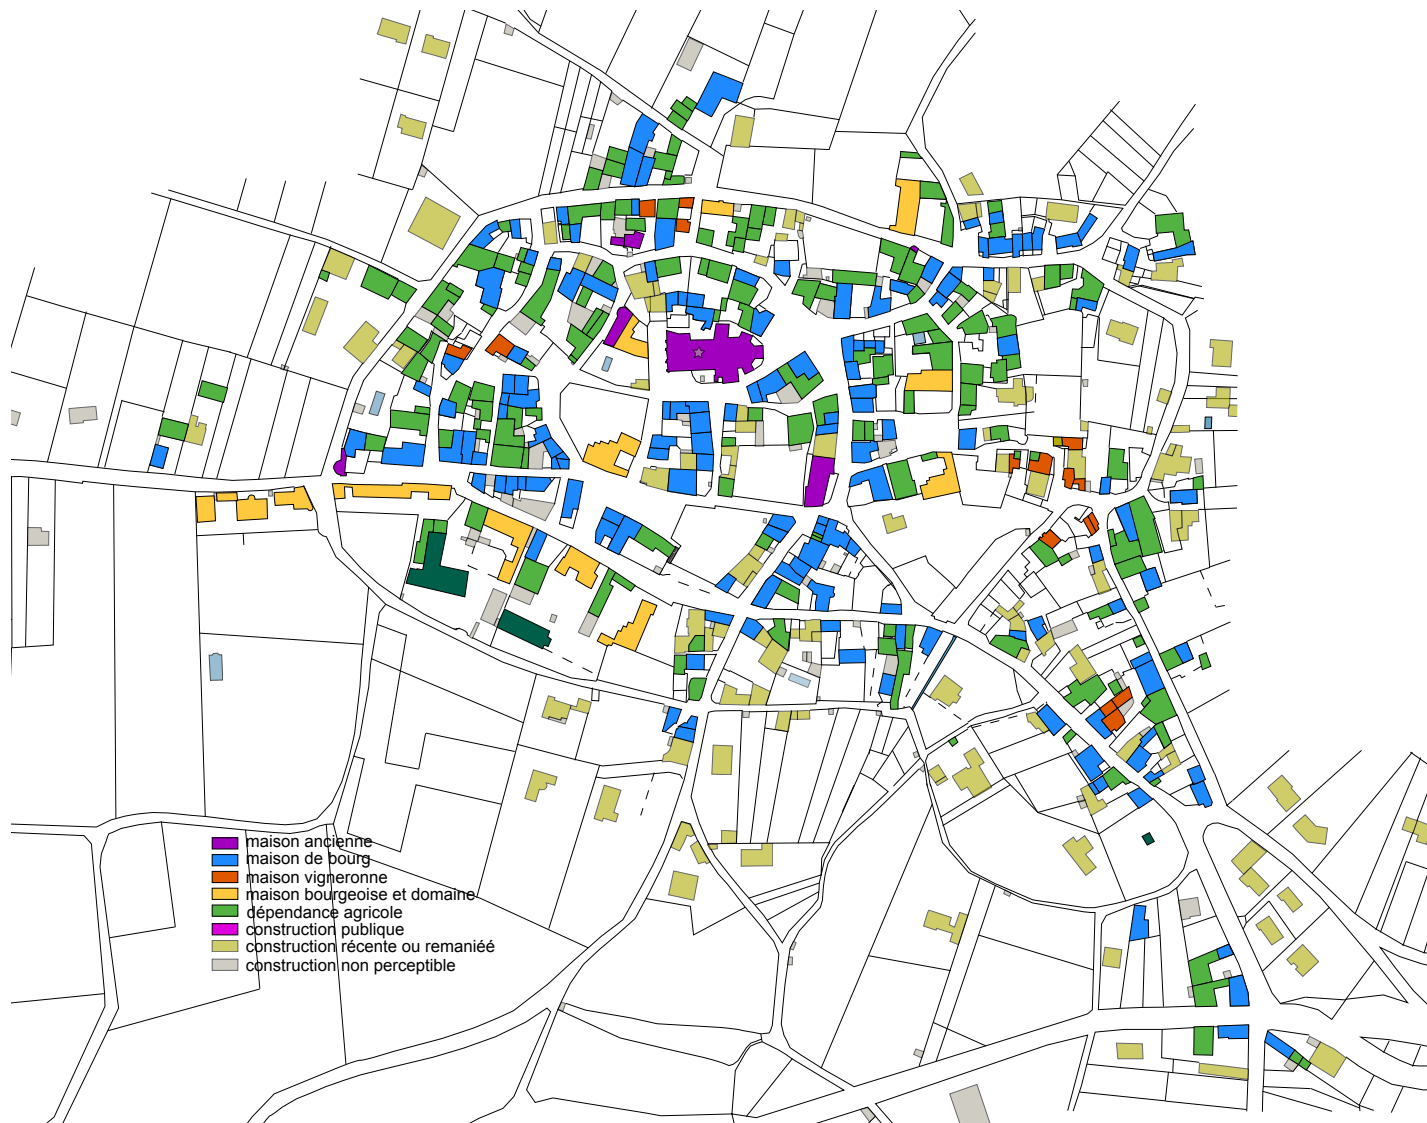 maison ancienne
maison de bourg
maison vigneronne
maison bourgeoise et domaine
dépendance agricole
construction publique
construction récente ou remaniéé
construction non perceptible